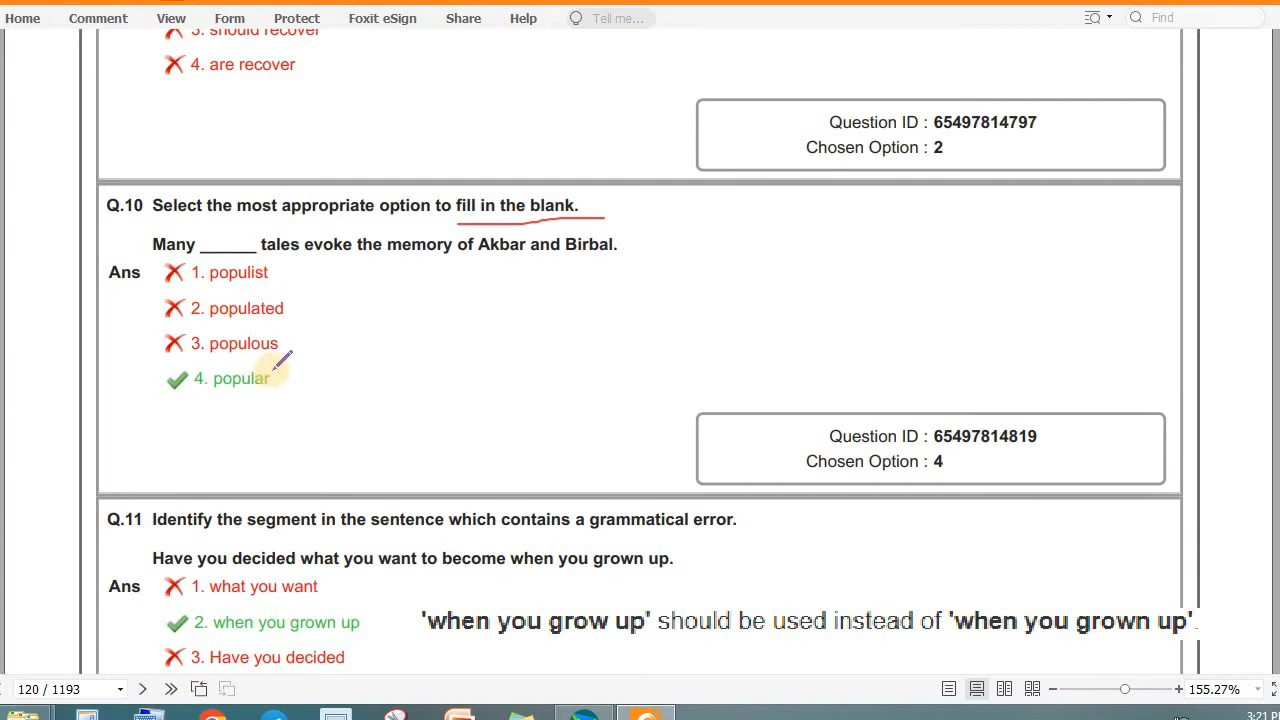 Home Comment View Form Protect Foxit eSign Share Help Tell me... Find
3. should recover
4. are recover
Question ID : 65497814797
Chosen Option : 2
Q.10 Select the most appropriate option to fill in the blank.
Many ______ tales evoke the memory of Akbar and Birbal.
Ans 1. populist
2. populated
3. populous
4. popular
Question ID : 65497814819
Chosen Option : 4
Q.11 Identify the segment in the sentence which contains a grammatical error.
Have you decided what you want to become when you grown up.
Ans 1. what you want
2. when you grown up 'when you grow up' should be used instead of 'when you grown up'.
3. Have you decided
120 / 1193 155.27%
3:21 P